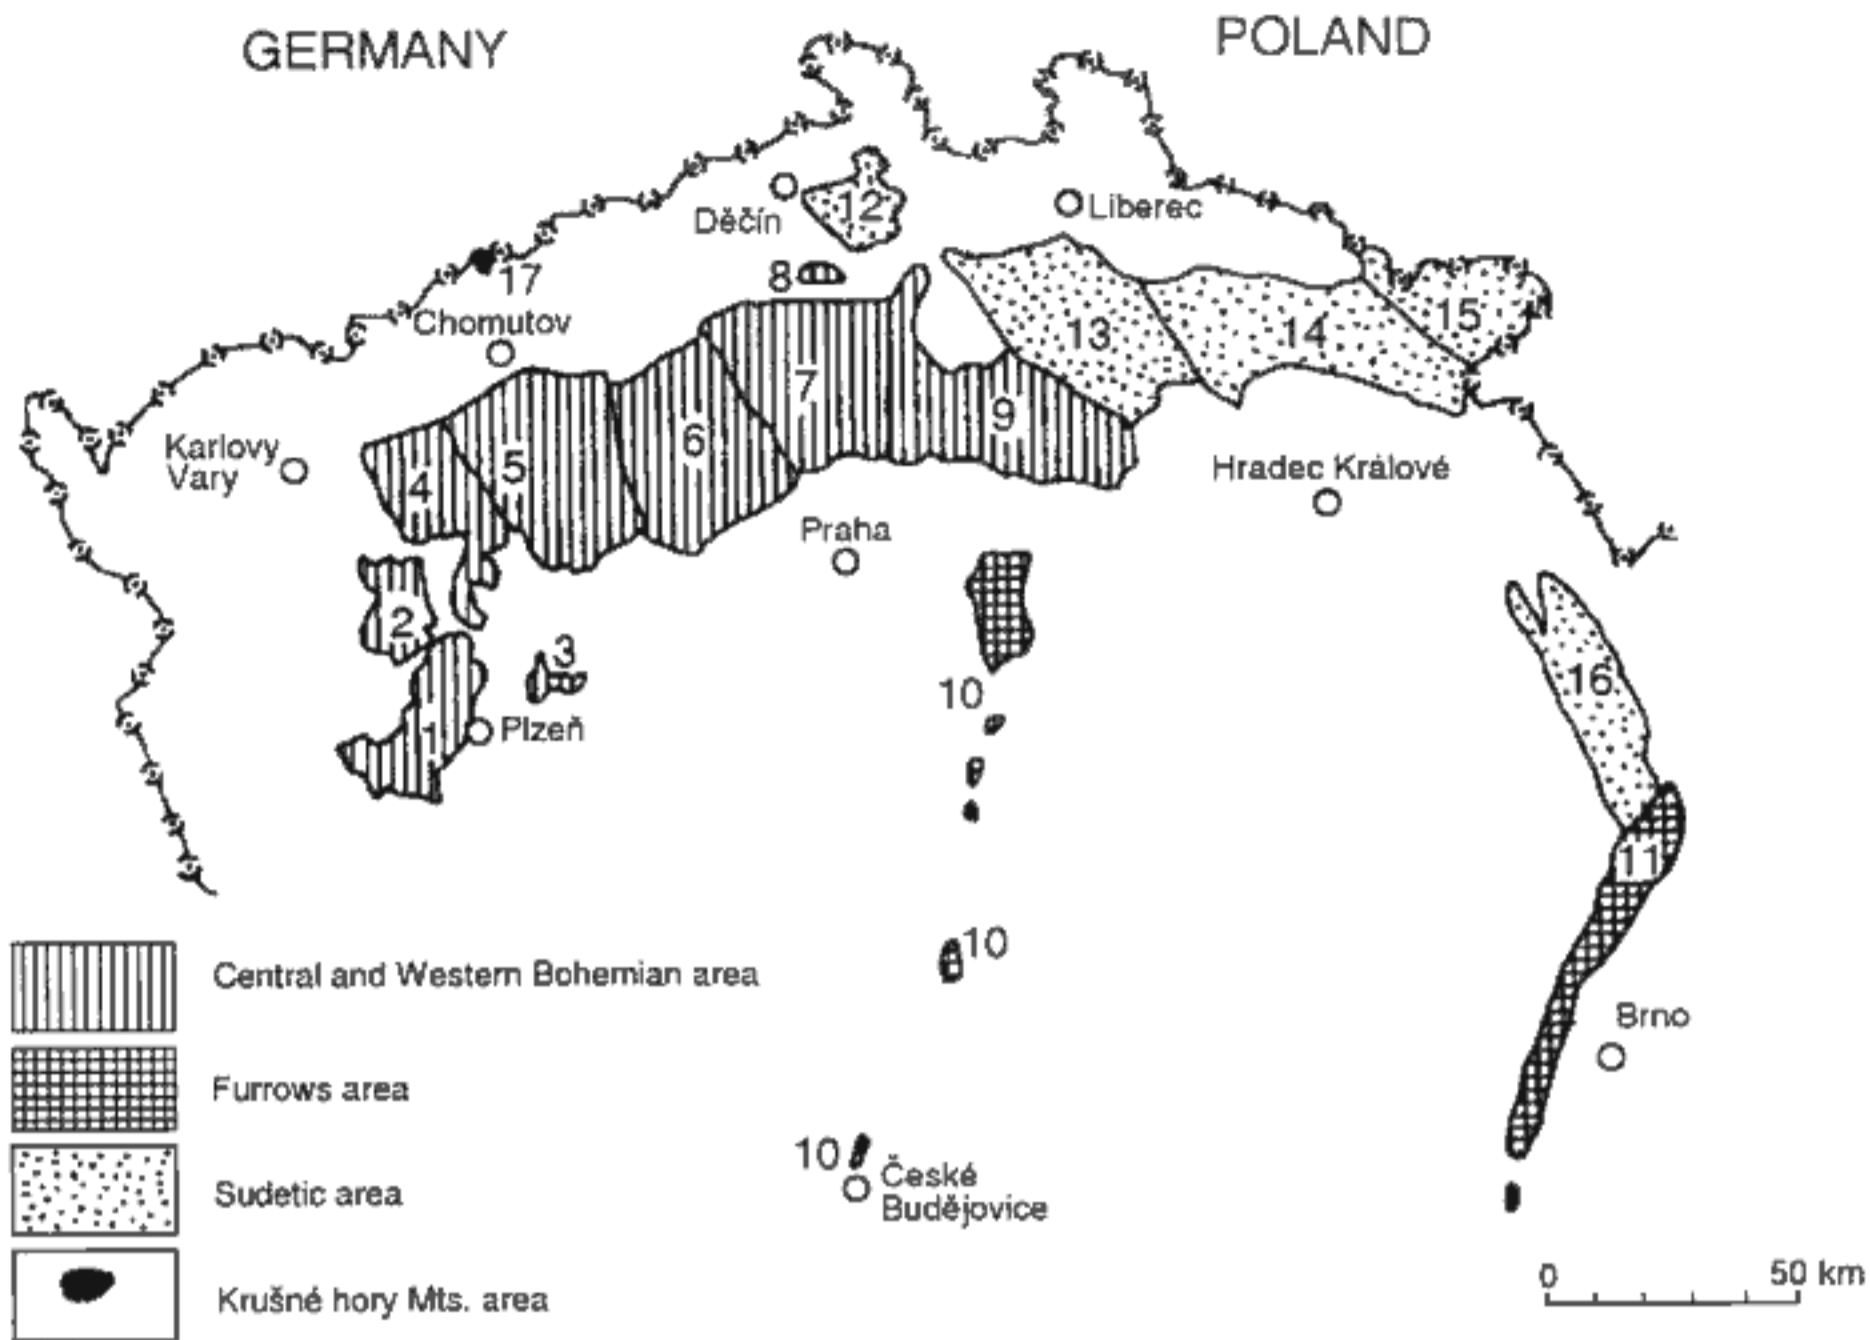 GERMANY
POLAND
Děčín
12
Liberec
8
17
Chomutov
13
14
15
7
9
6
5
4
Karlovy
Vary
Hradec Králové
Praha
2
3
10
1
Plzeň
16
11
10
Central and Western Bohemian area
Brno
Furrows area
10
České
Budějovice
Sudetic area
0
50 km
Krušné hory Mts. area